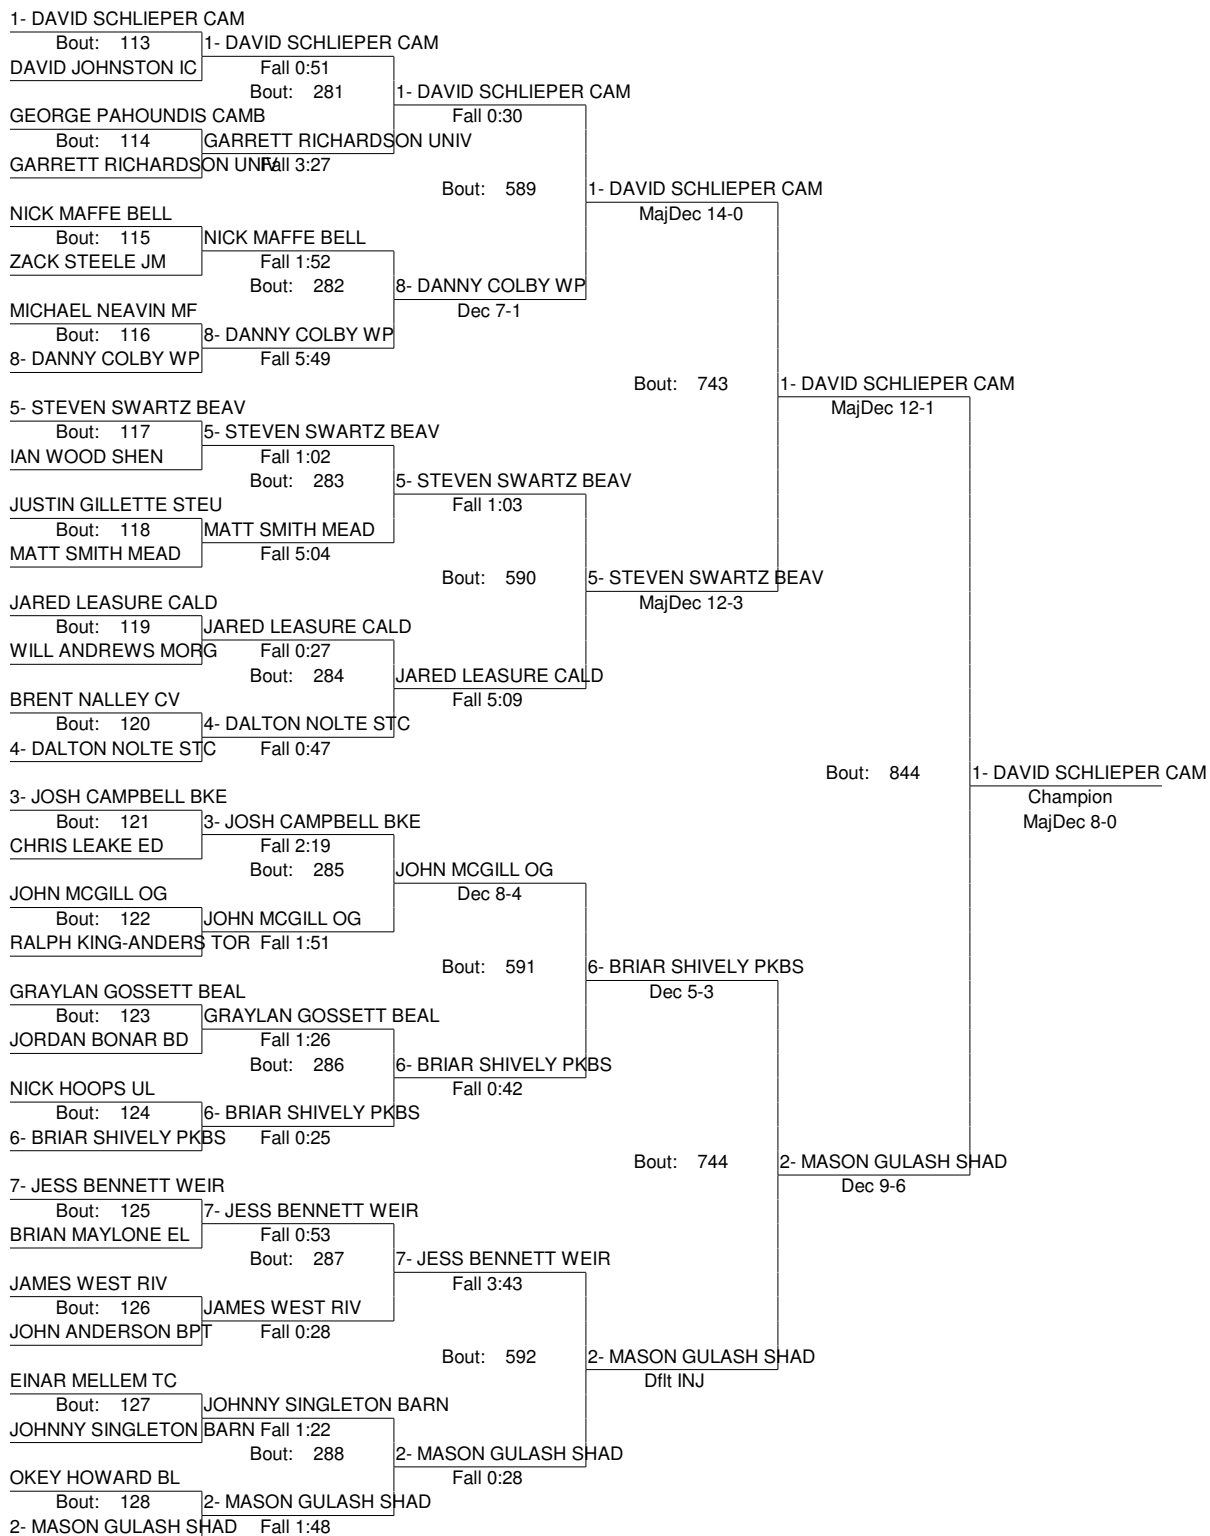 1- DAVID SCHLIEPER CAM
Bout: 113 1- DAVID SCHLIEPER CAM
DAVID JOHNSTON IC Fall 0:51
Bout: 281 1- DAVID SCHLIEPER CAM
GEORGE PAHOUNDIS CAMB Fall 0:30
Bout: 114 GARRETT RICHARDSON UNIV
GARRETT RICHARDSON UNIV Fall 3:27
Bout: 589 1- DAVID SCHLIEPER CAM
NICK MAFFE BELL MajDec 14-0
Bout: 115 NICK MAFFE BELL
ZACK STEELE JM Fall 1:52
Bout: 282 8- DANNY COLBY WP
MICHAEL NEAVIN MF Dec 7-1
Bout: 116 8- DANNY COLBY WP
8- DANNY COLBY WP Fall 5:49
Bout: 743 1- DAVID SCHLIEPER CAM
5- STEVEN SWARTZ BEAV MajDec 12-1
Bout: 117 5- STEVEN SWARTZ BEAV
IAN WOOD SHEN Fall 1:02
Bout: 283 5- STEVEN SWARTZ BEAV
JUSTIN GILLETTE STEU Fall 1:03
Bout: 118 MATT SMITH MEAD
MATT SMITH MEAD Fall 5:04
Bout: 590 5- STEVEN SWARTZ BEAV
JARED LEASURE CALD MajDec 12-3
Bout: 119 JARED LEASURE CALD
WILL ANDREWS MORG Fall 0:27
Bout: 284 JARED LEASURE CALD
BRENT NALLEY CV Fall 5:09
Bout: 120 4- DALTON NOLTE STC
4- DALTON NOLTE STC Fall 0:47
Bout: 844 1- DAVID SCHLIEPER CAM
3- JOSH CAMPBELL BKE Champion
Bout: 121 3- JOSH CAMPBELL BKE MajDec 8-0
CHRIS LEAKE ED Fall 2:19
Bout: 285 JOHN MCGILL OG
JOHN MCGILL OG Dec 8-4
Bout: 122 JOHN MCGILL OG
RALPH KING-ANDERS TOR Fall 1:51
Bout: 591 6- BRIAR SHIVELY PKBS
GRAYLAN GOSSETT BEAL Dec 5-3
Bout: 123 GRAYLAN GOSSETT BEAL
JORDAN BONAR BD Fall 1:26
Bout: 286 6- BRIAR SHIVELY PKBS
NICK HOOPS UL Fall 0:42
Bout: 124 6- BRIAR SHIVELY PKBS
6- BRIAR SHIVELY PKBS Fall 0:25
Bout: 744 2- MASON GULASH SHAD
7- JESS BENNETT WEIR Dec 9-6
Bout: 125 7- JESS BENNETT WEIR
BRIAN MAYLONE EL Fall 0:53
Bout: 287 7- JESS BENNETT WEIR
JAMES WEST RIV Fall 3:43
Bout: 126 JAMES WEST RIV
JOHN ANDERSON BPT Fall 0:28
Bout: 592 2- MASON GULASH SHAD
EINAR MELLEM TC Dflt INJ
Bout: 127 JOHNNY SINGLETON BARN
JOHNNY SINGLETON BARN Fall 1:22
Bout: 288 2- MASON GULASH SHAD
OKEY HOWARD BL Fall 0:28
Bout: 128 2- MASON GULASH SHAD
2- MASON GULASH SHAD Fall 1:48